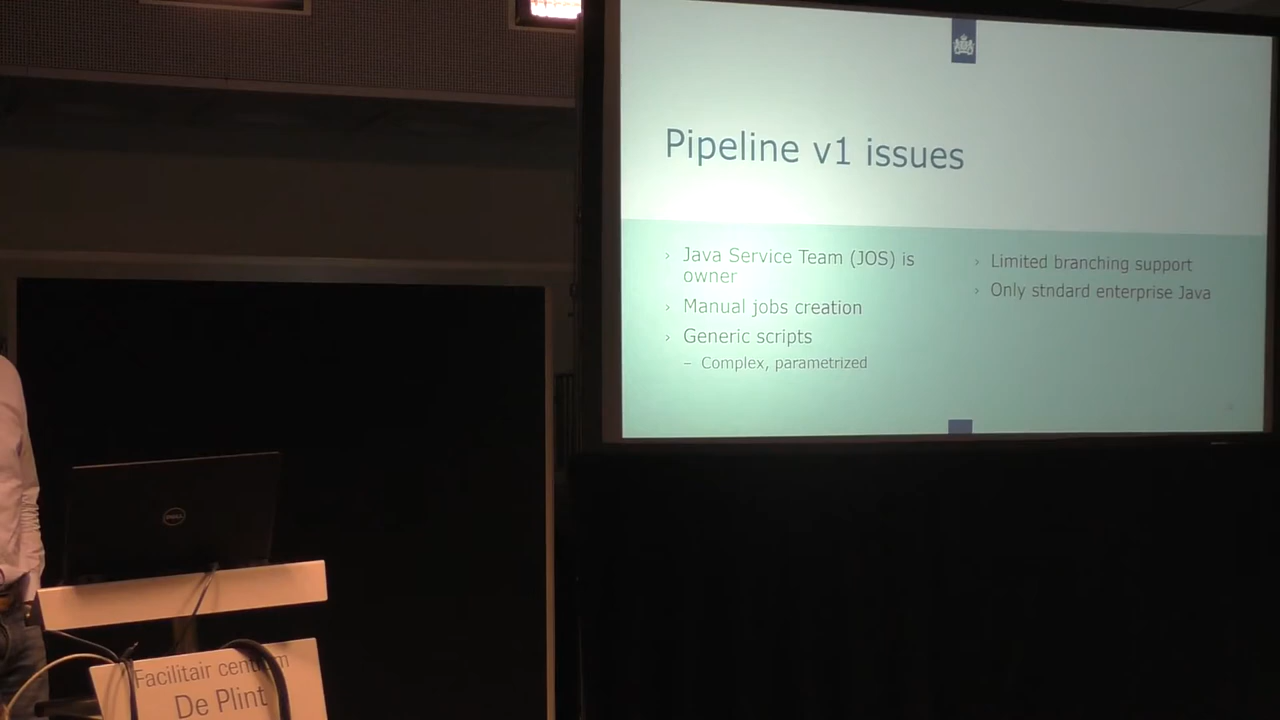 Pipeline v1 issues
› Java Service Team (JOS) is
owner
› Manual jobs creation
› Generic scripts
– Complex, parametrized
› Limited branching support
› Only stndard enterprise Java
DELL
Facilitair centrum
De Plint